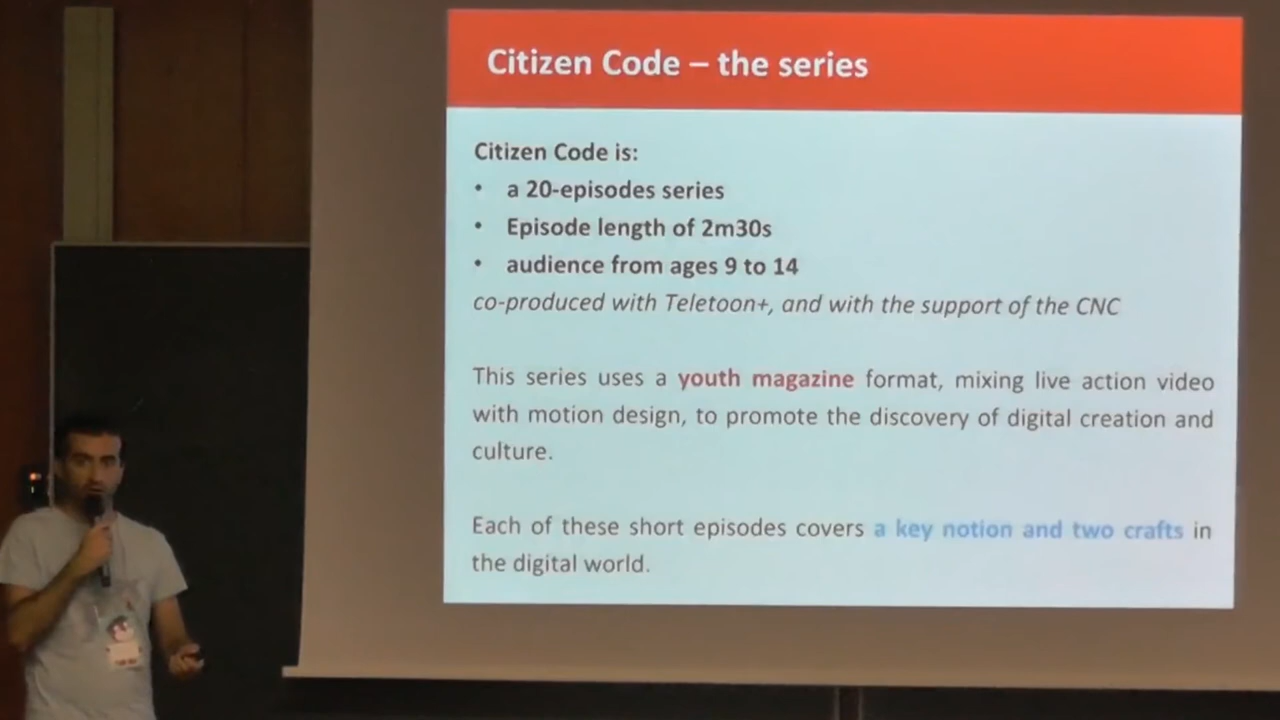 Citizen Code – the series
Citizen Code is:
• a 20-episodes series
• Episode length of 2m30s
• audience from ages 9 to 14
co-produced with Teletoon+, and with the support of the CNC
This series uses a youth magazine format, mixing live action video
with motion design, to promote the discovery of digital creation and
culture.
Each of these short episodes covers a key notion and two crafts in
the digital world.